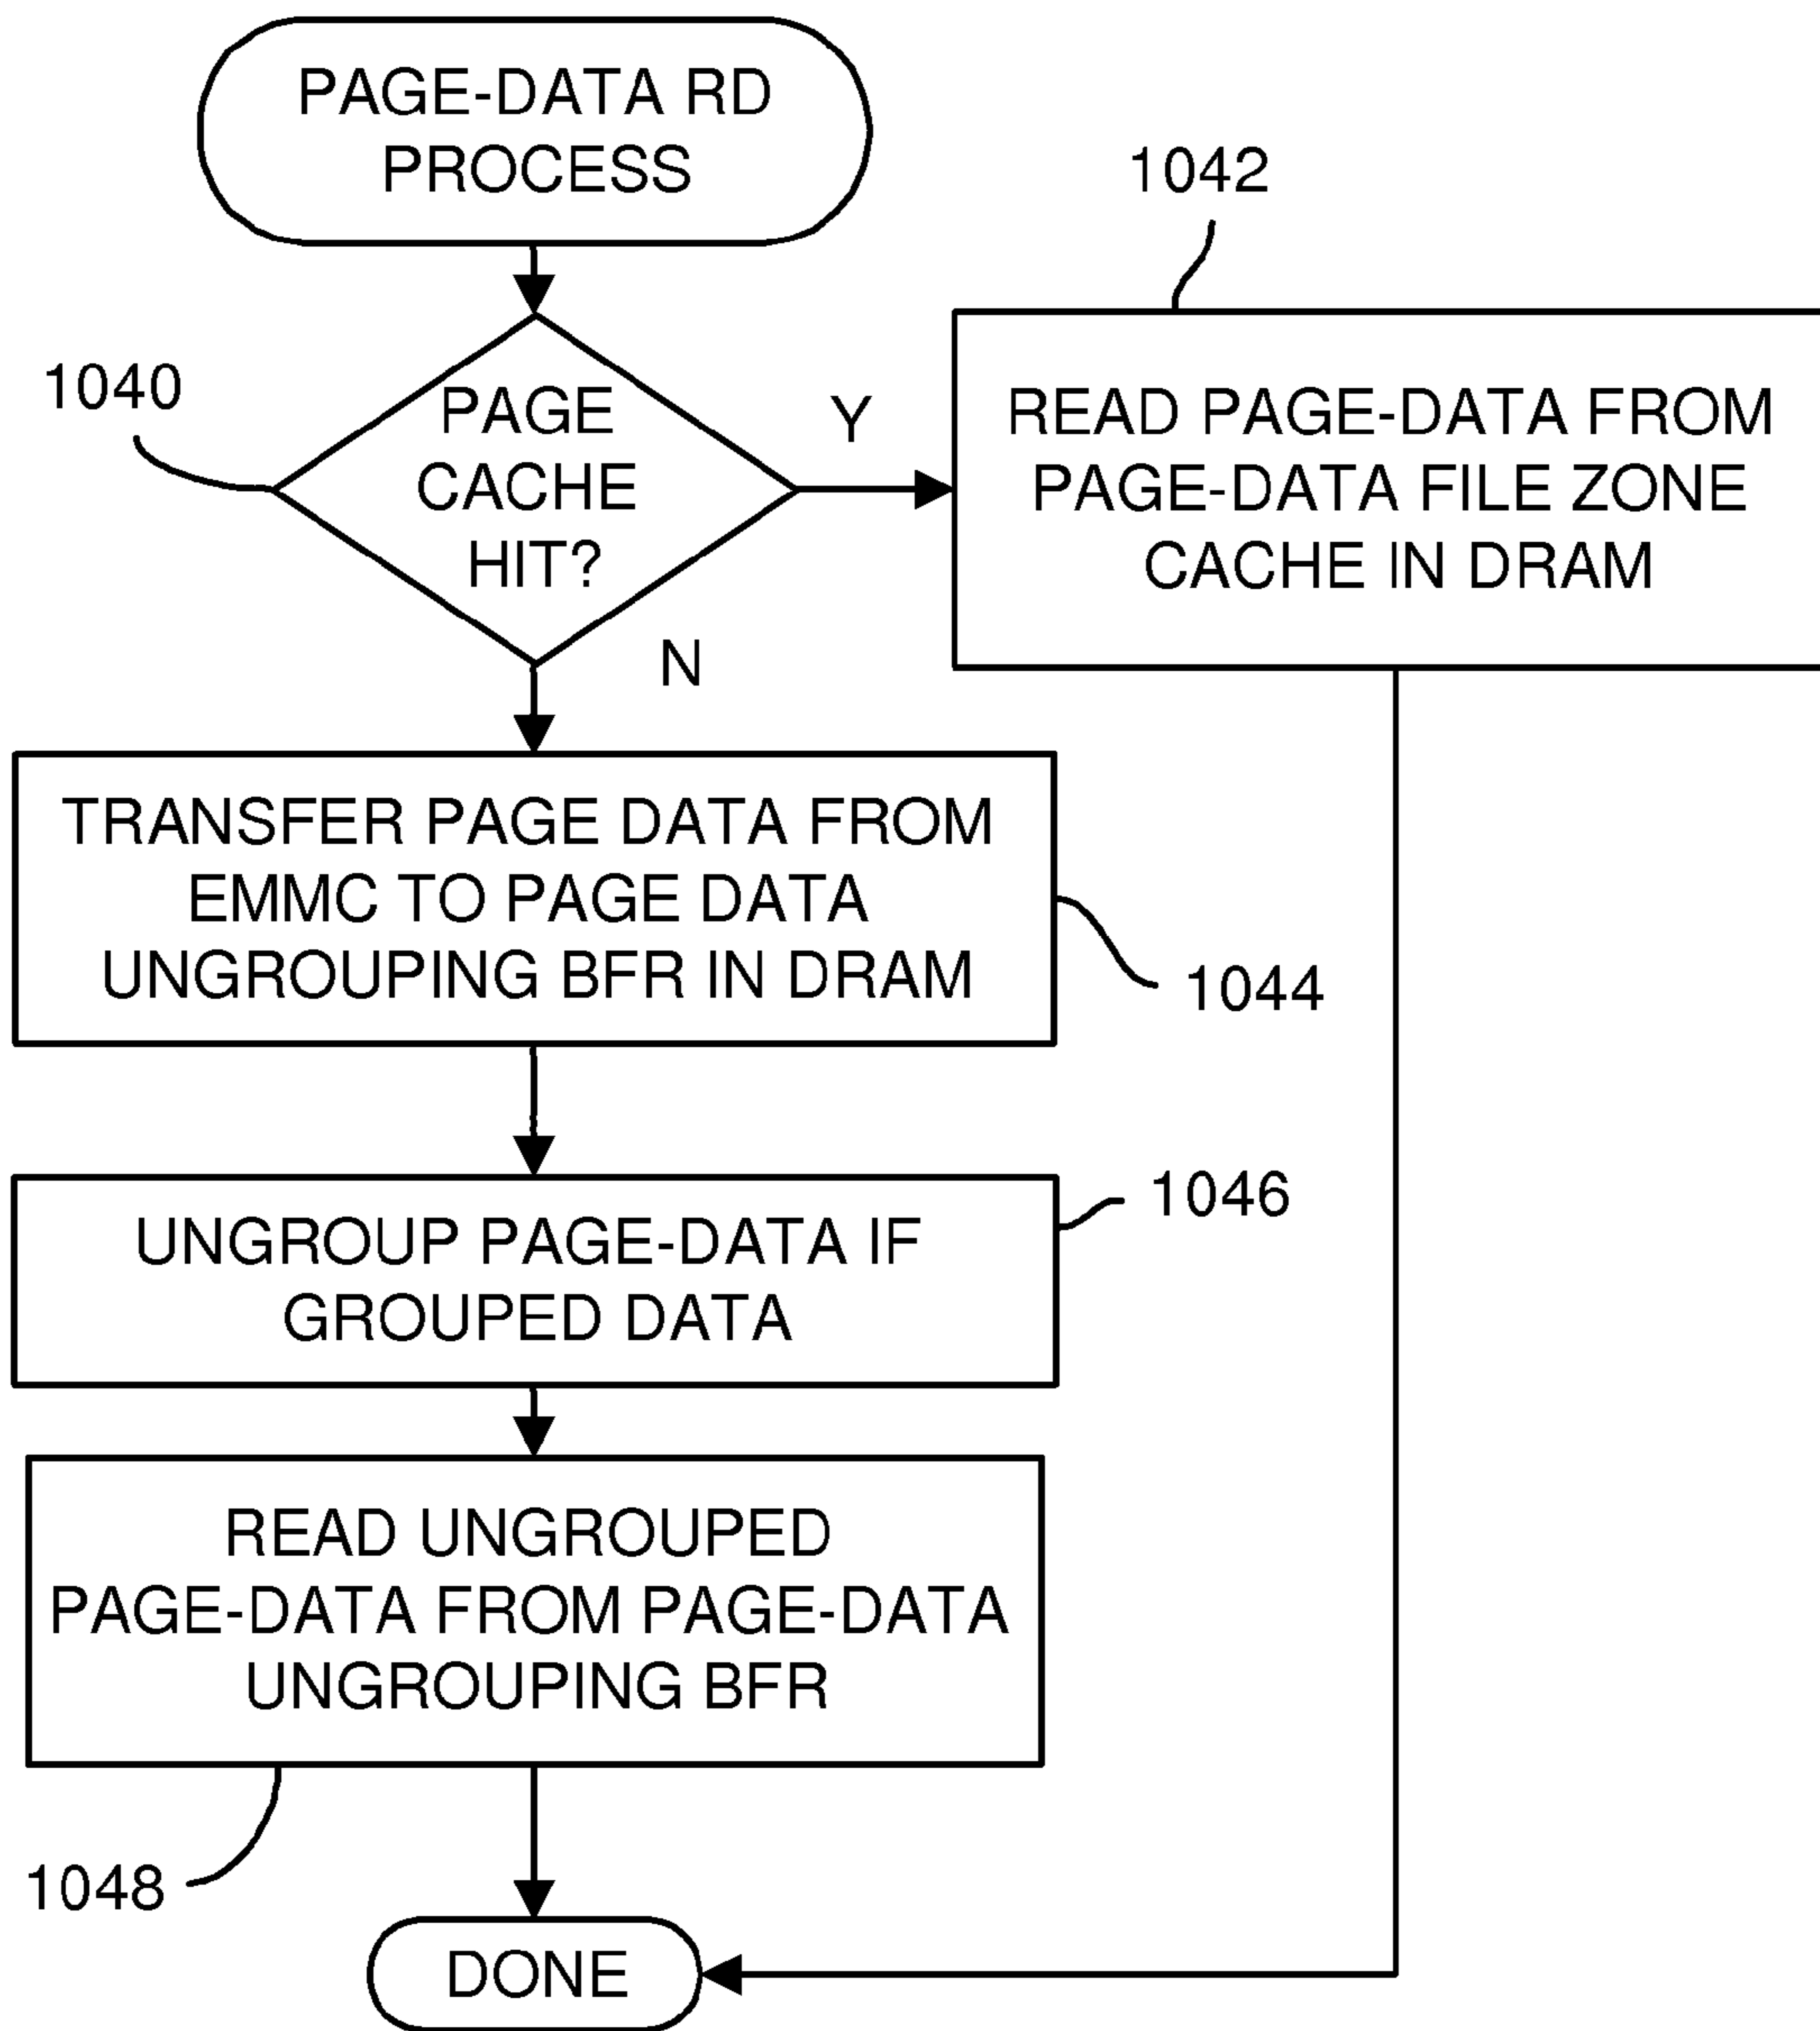 PAGE-DATA RD
PROCESS
1042
1040
PAGE
CACHE
HIT?
Y
READ PAGE-DATA FROM
PAGE-DATA FILE ZONE
CACHE IN DRAM
N
TRANSFER PAGE DATA FROM
EMMC TO PAGE DATA
UNGROUPING BFR IN DRAM
1044
UNGROUP PAGE-DATA IF
GROUPED DATA
1046
READ UNGROUPED
PAGE-DATA FROM PAGE-DATA
UNGROUPING BFR
1048
DONE